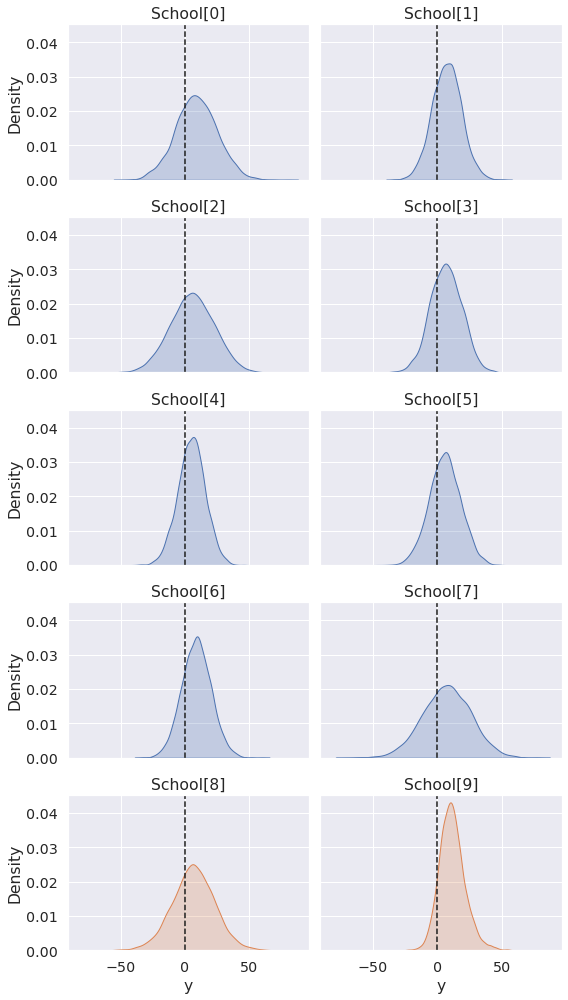 School[0] School[1]
0.04
0.03
0.02
0.01
0.00
Density
School[2] School[3]
0.04
0.03
0.02
0.01
0.00
Density
School[4] School[5]
0.04
0.03
0.02
0.01
0.00
Density
School[6] School[7]
0.04
0.03
0.02
0.01
0.00
Density
School[8] School[9]
0.04
0.03
0.02
0.01
0.00
Density
−50 0 50 −50 0 50
y y